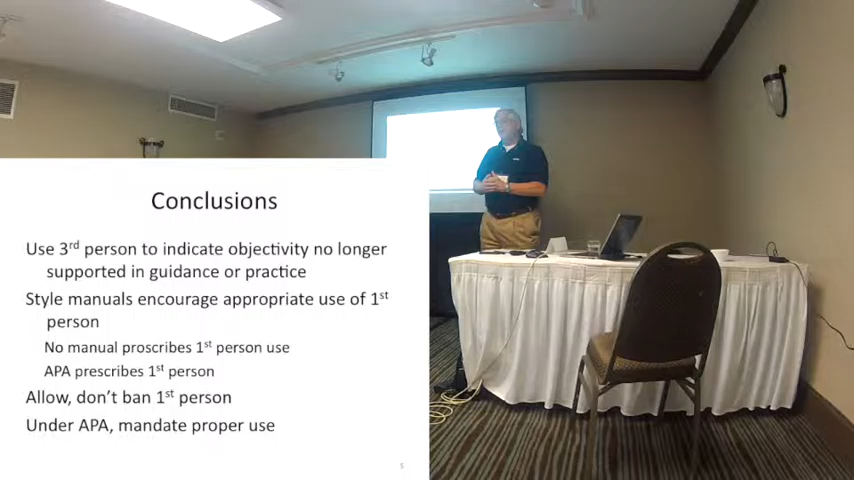 Conclusions
Use 3rd person to indicate objectivity no longer
supported in guidance or practice
Style manuals encourage appropriate use of 1st
person
No manual proscribes 1st person use
APA prescribes 1st person
Allow, don't ban 1st person
Under APA, mandate proper use
5